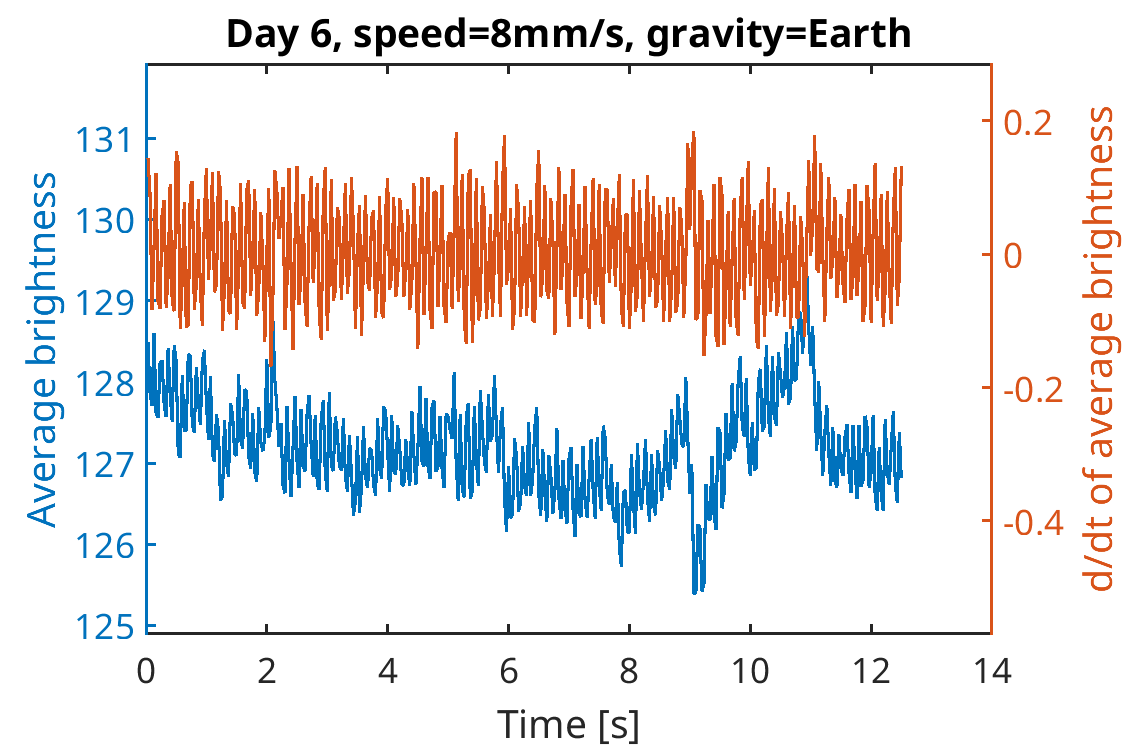 Day 6, speed=8mm/s, gravity=Earth
Average brightness
131
130
129
128
127
126
125
0.2
0
-0.2
-0.4
d/dt of average brightness
0 2 4 6 8 10 12 14
Time [s]